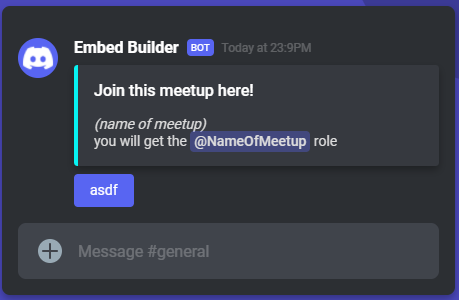 Embed Builder BOT Today at 23:9PM
Join this meetup here!
(name of meetup)
you will get the @NameOfMeetup role
asdf
Message #general